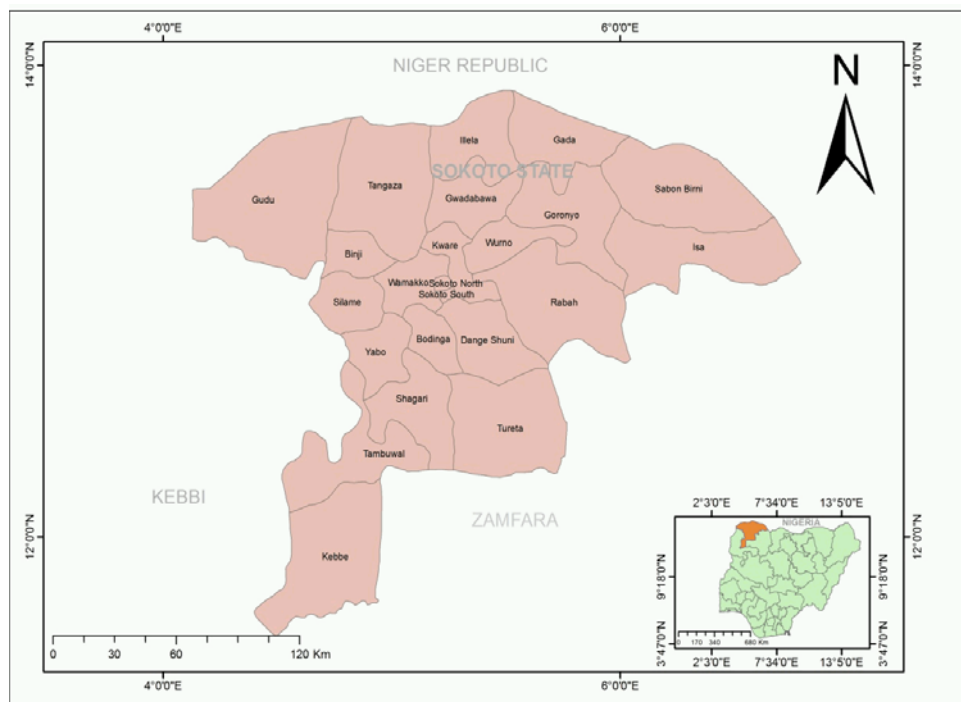 4°0'0"E
6°0'0"E
14°0'0"N
14°0'0"N
NIGER REPUBLIC
N
Illela
Gada
SOKOTO STATE
Tangaza
Sabon Birni
Gudu
Gwadabawa
Goronyo
Kware
Wurno
Isa
Binji
Wamakko
Sokoto North
Sokoto South
Silame
Rabah
Bodinga
Dange Shuni
Yabo
Shagari
Tureta
Tambuwal
KEBBI
ZAMFARA
12°0'0"N
12°0'0"N
Kebbe
0 30 60 120 Km
4°0'0"E
6°0'0"E
2°3'0"E
7°34'0"E
13°5'0"E
NIGERIA
9°18'0"N
9°18'0"N
0 170 340 680 Km
3°47'0"N
3°47'0"N
2°3'0"E
7°34'0"E
13°5'0"E